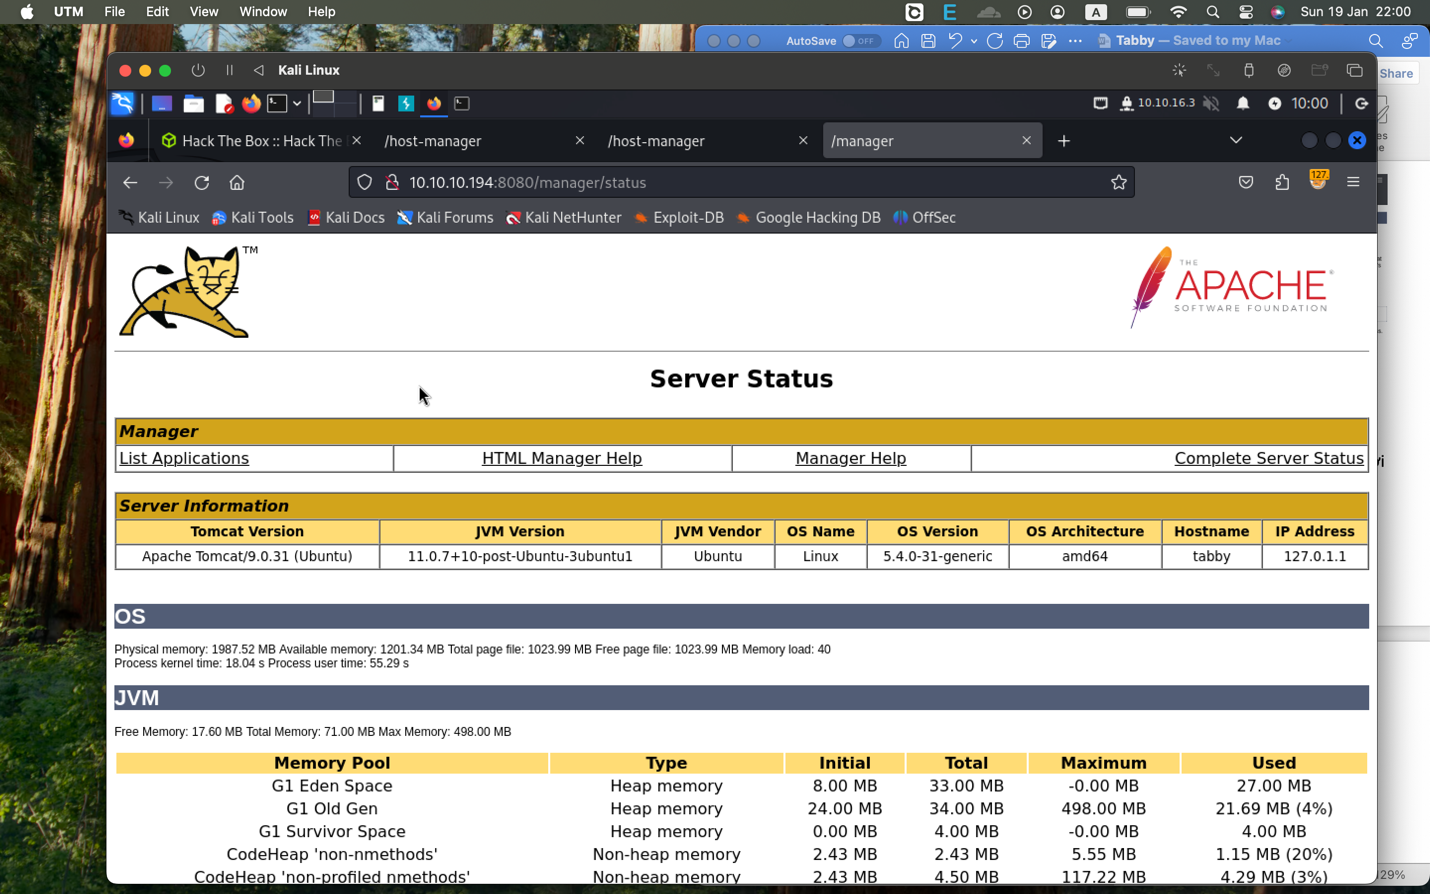 UTM File Edit View Window Help A Sun 19 Jan 22:00
AutoSave OFF Tabby — Saved to my Mac
Kali Linux
Share
10.10.16.3 10:00
Hack The Box :: Hack The /host-manager /host-manager /manager
10.10.10.194:8080/manager/status 127
Kali Linux Kali Tools Kali Docs Kali Forums Kali NetHunter Exploit-DB Google Hacking DB OffSec
TM
THE
APACHE
SOFTWARE FOUNDATION
Server Status
Manager
List Applications HTML Manager Help Manager Help Complete Server Status
Server Information
Tomcat Version JVM Version JVM Vendor OS Name OS Version OS Architecture Hostname IP Address
Apache Tomcat/9.0.31 (Ubuntu) 11.0.7+10-post-Ubuntu-3ubuntu1 Ubuntu Linux 5.4.0-31-generic amd64 tabby 127.0.1.1
OS
Physical memory: 1987.52 MB Available memory: 1201.34 MB Total page file: 1023.99 MB Free page file: 1023.99 MB Memory load: 40
Process kernel time: 18.04 s Process user time: 55.29 s
JVM
Free Memory: 17.60 MB Total Memory: 71.00 MB Max Memory: 498.00 MB
Memory Pool Type Initial Total Maximum Used
G1 Eden Space Heap memory 8.00 MB 33.00 MB -0.00 MB 27.00 MB
G1 Old Gen Heap memory 24.00 MB 34.00 MB 498.00 MB 21.69 MB (4%)
G1 Survivor Space Heap memory 0.00 MB 4.00 MB -0.00 MB 4.00 MB
CodeHeap 'non-nmethods' Non-heap memory 2.43 MB 2.43 MB 5.55 MB 1.15 MB (20%)
CodeHeap 'non-profiled nmethods' Non-heap memory 2.43 MB 4.50 MB 117.22 MB 4.29 MB (3%)
29%